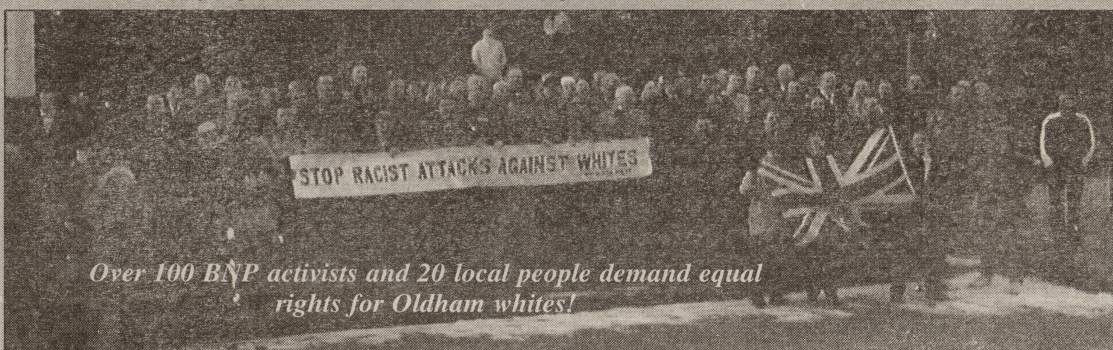 STOP RACIST ATTACKS AGAINST WHITES
Over 100 BNP activists and 20 local people demand equal
rights for Oldham whites!